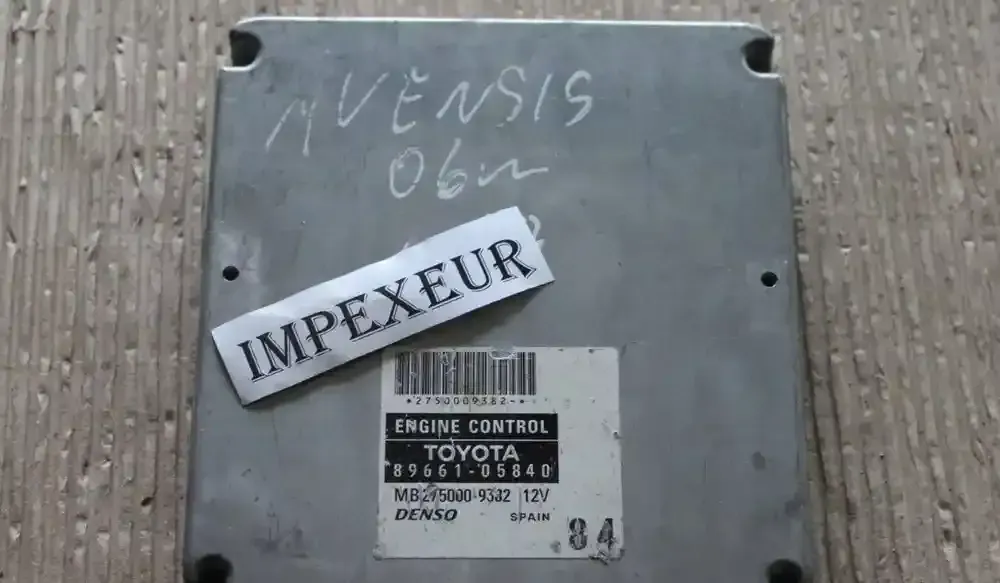 AVENSIS
06
IMPEXEUR
*2750009382-*
ENGINE CONTROL
TOYOTA
89661-05840
MB275000-9382 12V
DENSO SPAIN
84